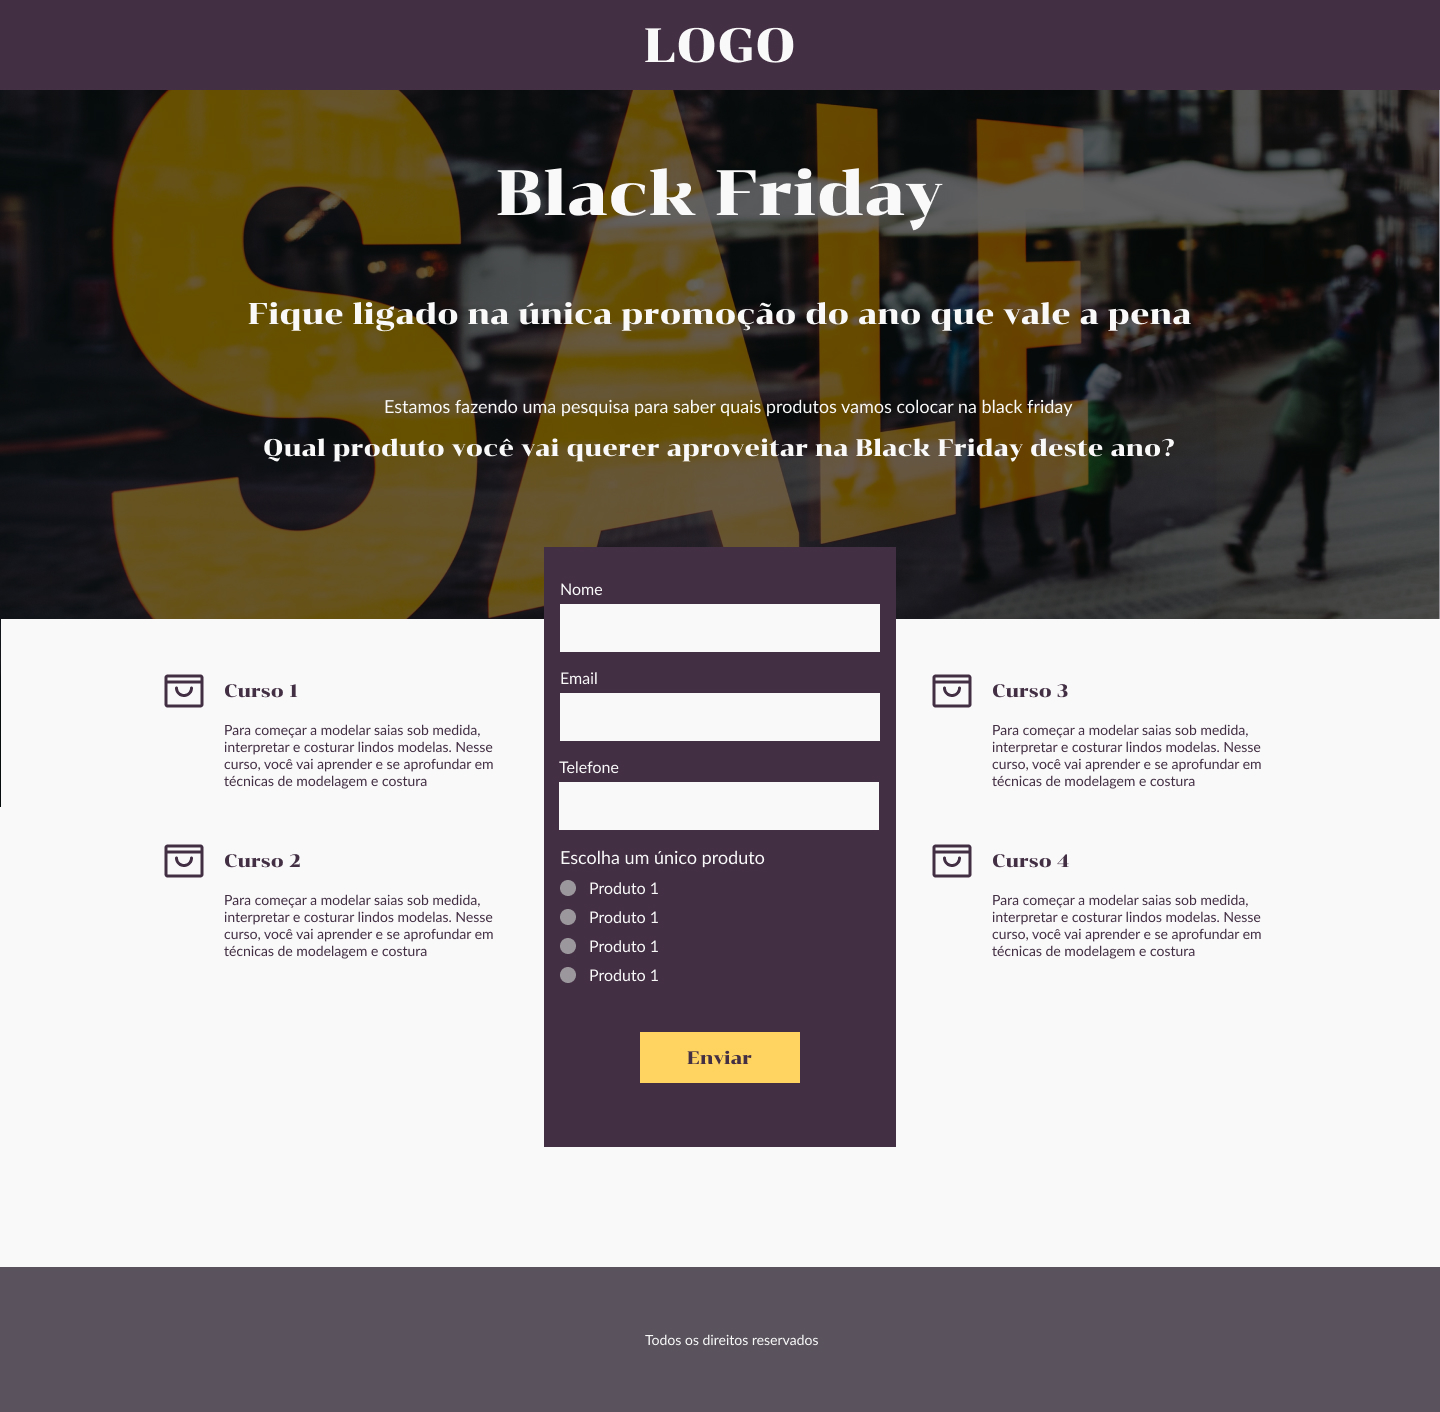 LOGO
SALE
Black Friday
Fique ligado na única promoção do ano que vale a pena
Estamos fazendo uma pesquisa para saber quais produtos vamos colocar na black friday
Qual produto você vai querer aproveitar na Black Friday deste ano?
Nome
Email
Telefone
Escolha um único produto
Produto 1
Produto 1
Produto 1
Produto 1
Enviar
Curso 1
Para começar a modelar saias sob medida,
interpretar e costurar lindos modelas. Nesse
curso, você vai aprender e se aprofundar em
técnicas de modelagem e costura
Curso 2
Para começar a modelar saias sob medida,
interpretar e costurar lindos modelas. Nesse
curso, você vai aprender e se aprofundar em
técnicas de modelagem e costura
Curso 3
Para começar a modelar saias sob medida,
interpretar e costurar lindos modelas. Nesse
curso, você vai aprender e se aprofundar em
técnicas de modelagem e costura
Curso 4
Para começar a modelar saias sob medida,
interpretar e costurar lindos modelas. Nesse
curso, você vai aprender e se aprofundar em
técnicas de modelagem e costura
Todos os direitos reservados